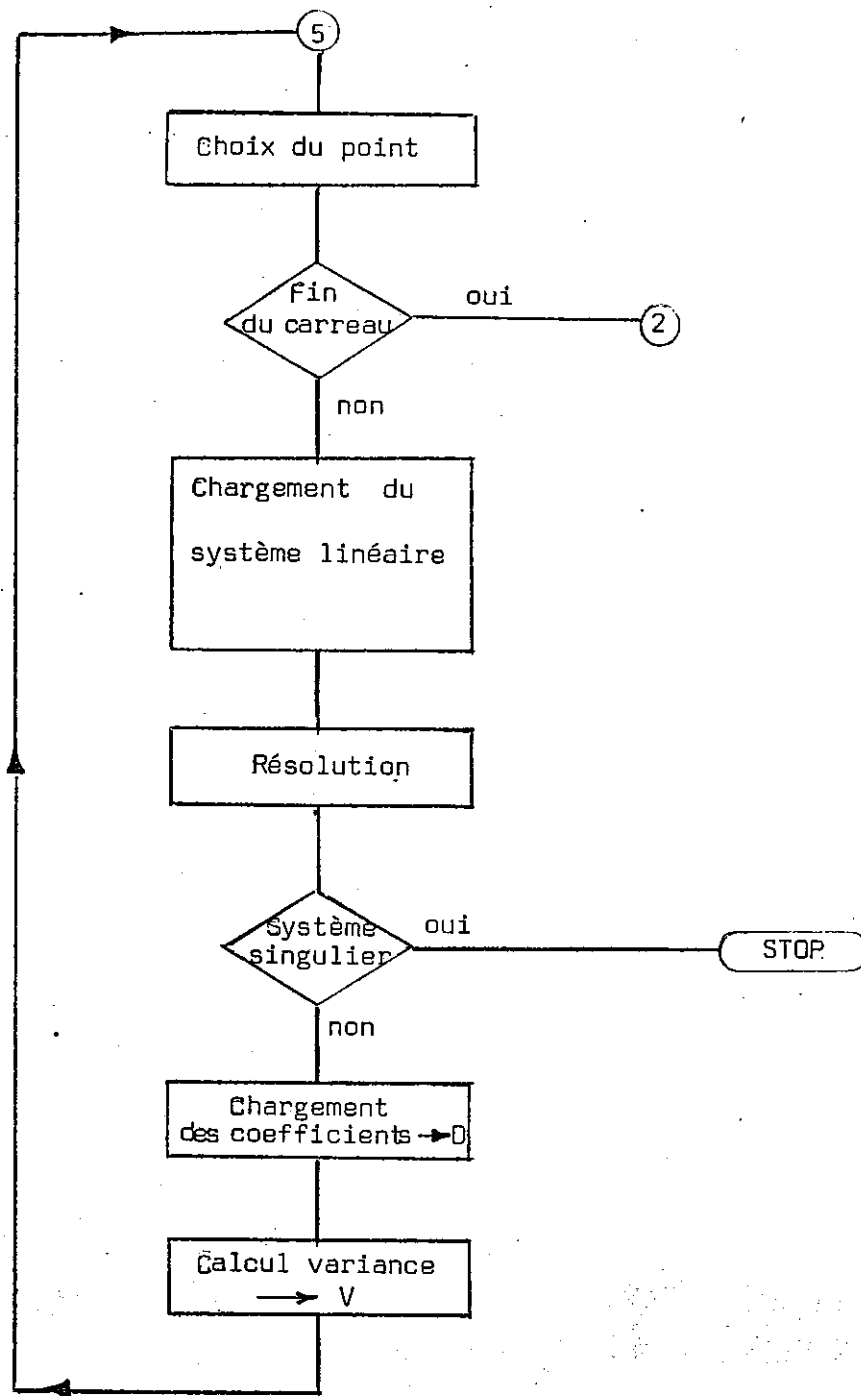 5
Choix du point
fin
du carreau
oui
2
non
Chargement du
système linéaire
Résolution
Système
singulier
oui
STOP
non
Chargement
des coefficients → D
Calcul variance
→ V